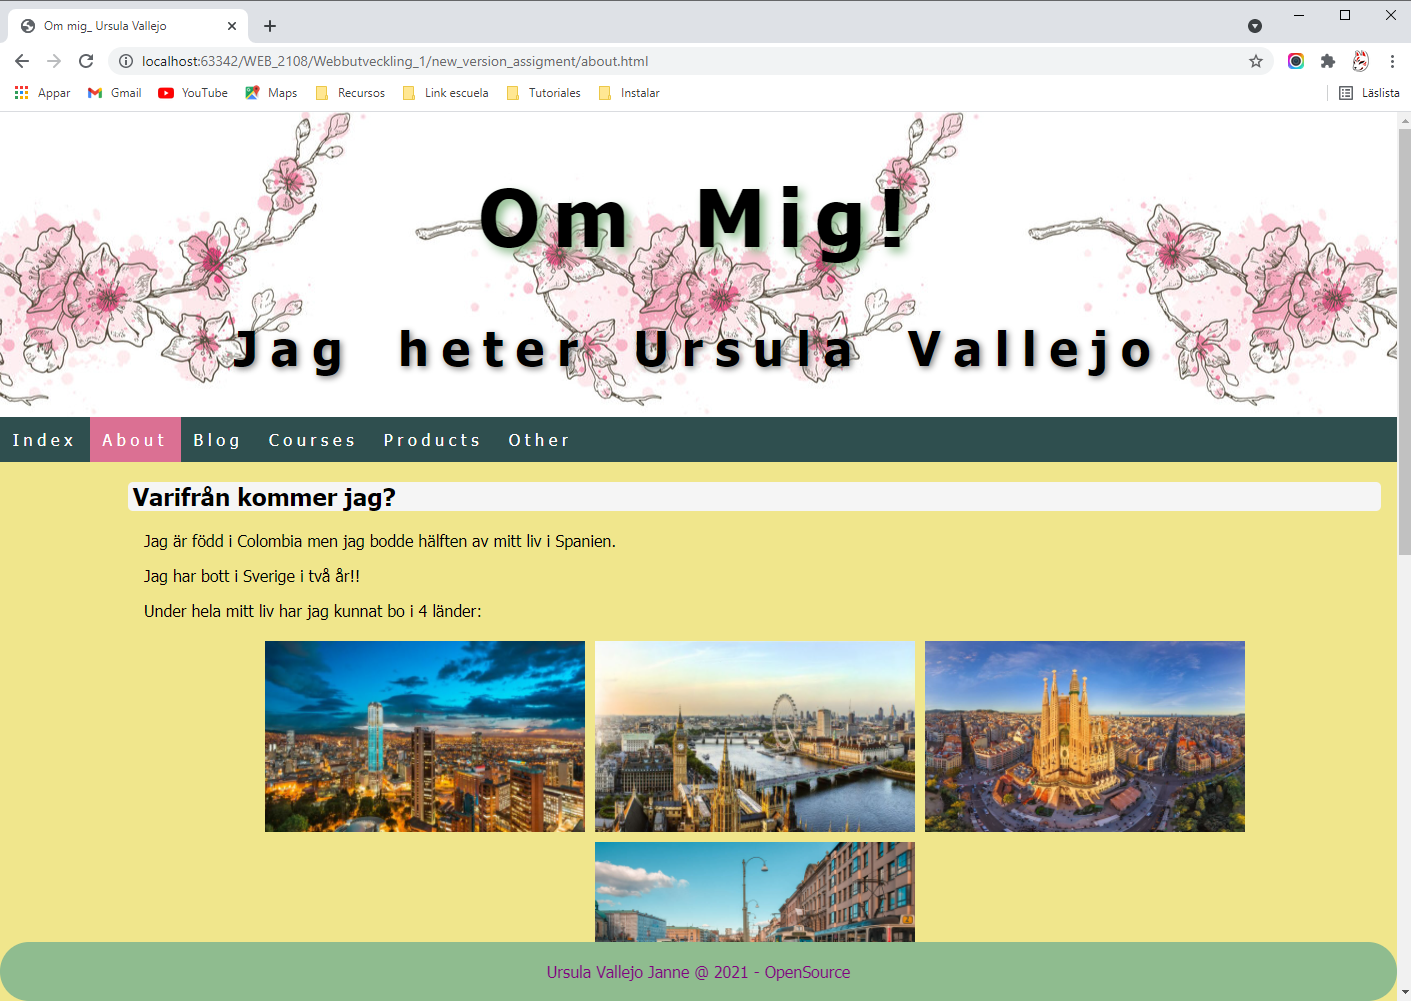 Om mig_ Ursula Vallejo
localhost:63342/WEB_2108/Webbutveckling_1/new_version_assigment/about.html
Appar Gmail YouTube Maps Recursos Link escuela Tutoriales Instalar Läslista
Om Mig!
Jag heter Ursula Vallejo
Index About Blog Courses Products Other
Varifrån kommer jag?
Jag är född i Colombia men jag bodde hälften av mitt liv i Spanien.
Jag har bott i Sverige i två år!!
Under hela mitt liv har jag kunnat bo i 4 länder:
Ursula Vallejo Janne @ 2021 - OpenSource